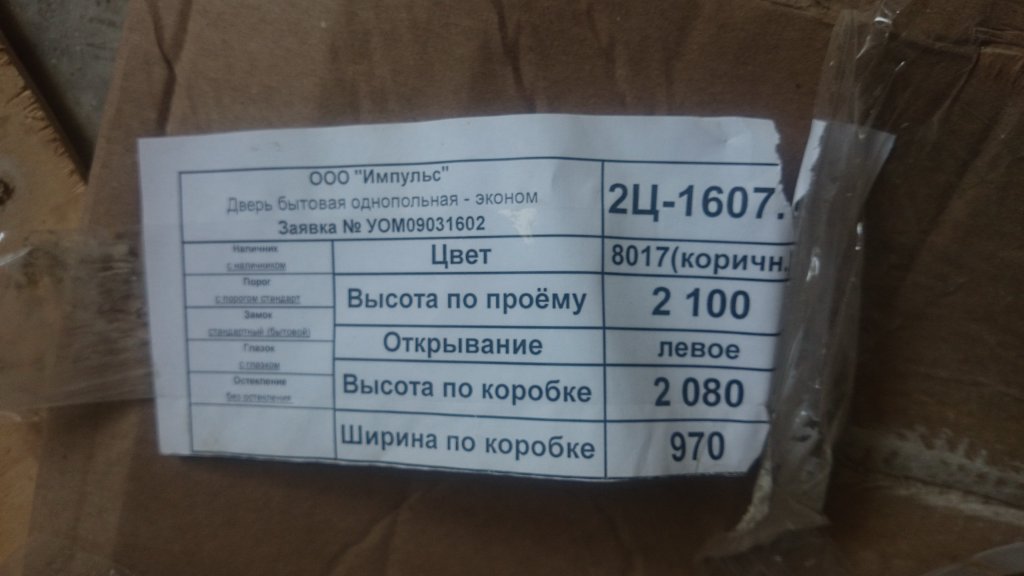 ООО "Импульс"
Дверь бытовая однопольная - эконом
Заявка № УОМ09031602
2Ц-1607.
Наличник
с наличником
Цвет
8017(коричн.
Порог
с порогом стандарт
Высота по проёму
2 100
Замок
стандартный (бытовой)
Открывание
левое
Глазок
с глазком
Высота по коробке
2 080
Остекление
без остекления
Ширина по коробке
970